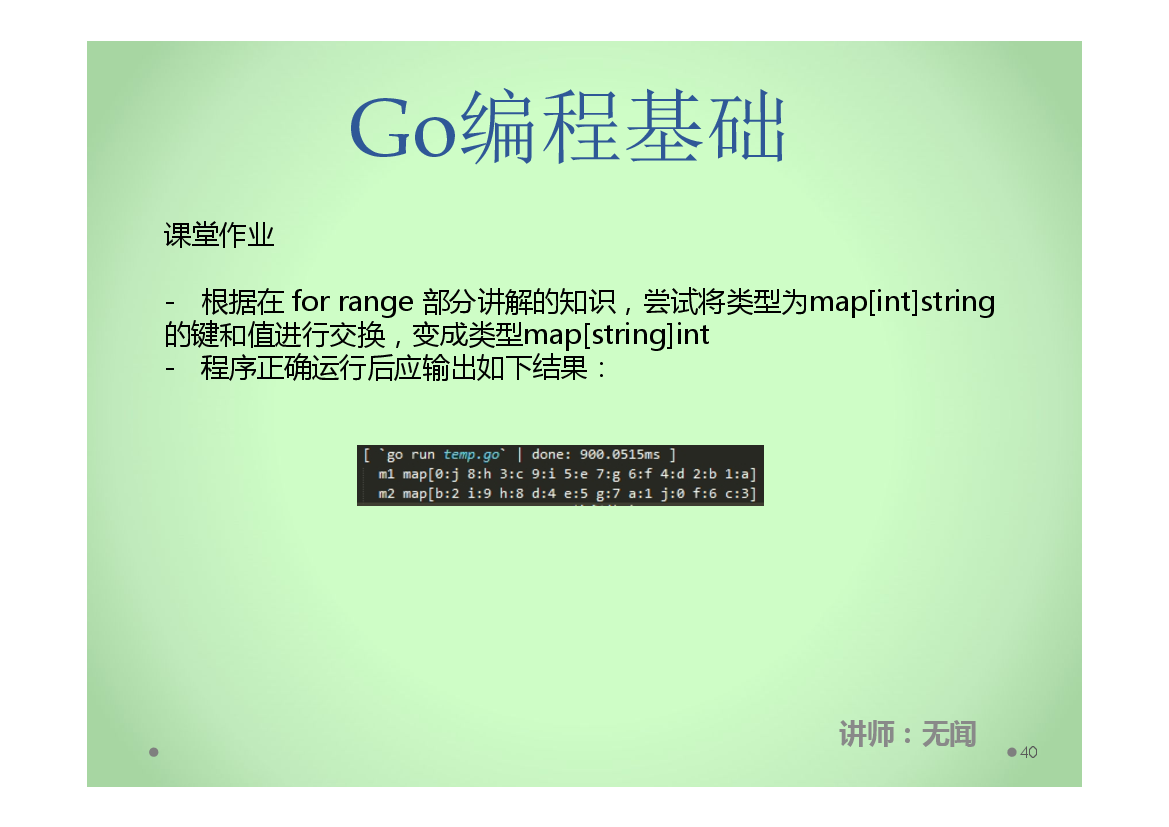 Go编程基础
课堂作业
- 根据在 for range 部分讲解的知识，尝试将类型为map[int]string
的键和值进行交换，变成类型map[string]int
- 程序正确运行后应输出如下结果：
[ `go run temp.go` | done: 900.0515ms ]
m1 map[0:j 8:h 3:c 9:i 5:e 7:g 6:f 4:d 2:b 1:a]
m2 map[b:2 i:9 h:8 d:4 e:5 g:7 a:1 j:0 f:6 c:3]
讲师：无闻
40